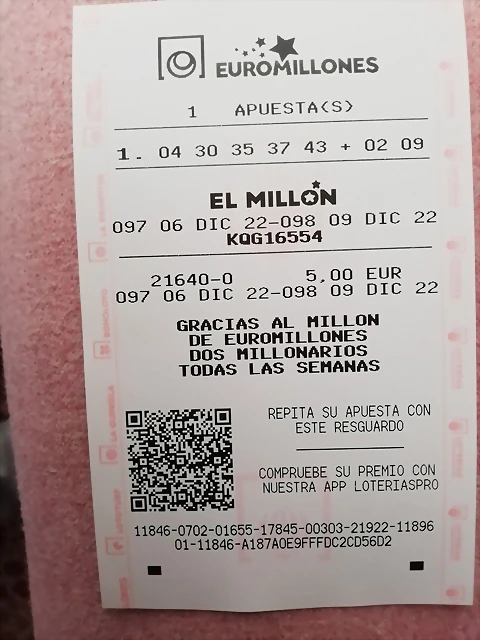 EUROMILLONES
1 APUESTA(S)
1. 04 30 35 37 43 + 02 09
EL MILLÓN
097 06 DIC 22-098 09 DIC 22
KQG16554
21640-0 5,00 EUR
097 06 DIC 22-098 09 DIC 22
GRACIAS AL MILLON
DE EUROMILLONES
DOS MILLONARIOS
TODAS LAS SEMANAS
REPITA SU APUESTA CON
ESTE RESGUARDO
COMPRUEBE SU PREMIO CON
NUESTRA APP LOTERIASPRO
11846-0702-01655-17845-00303-21922-11896
01-11846-A187A0E9FFFDC2CD56D2